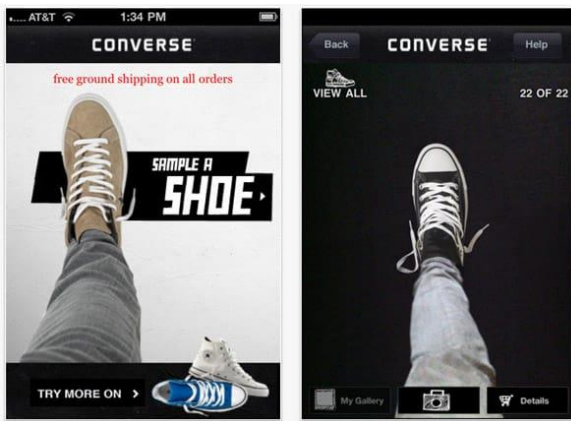 ..... AT&T 1:34 PM
CONVERSE
free ground shipping on all orders
SAMPLE A
SHOE
TRY MORE ON
Back CONVERSE Help
VIEW ALL 22 OF 22
My Gallery Details